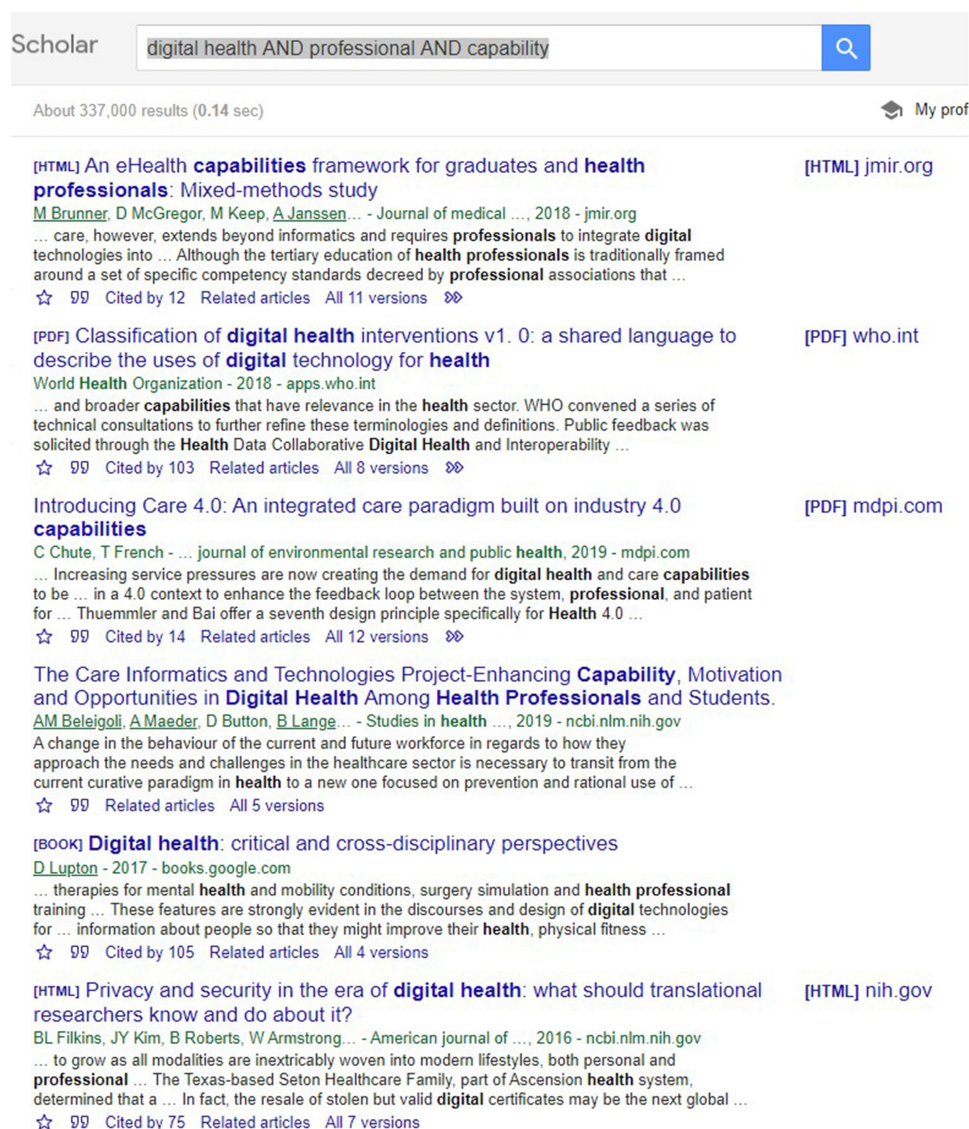 Scholar
digital health AND professional AND capability
About 337,000 results (0.14 sec)
My prof
[HTML] An eHealth capabilities framework for graduates and health
professionals: Mixed-methods study
[HTML] jmir.org
M Brunner, D McGregor, M Keep, A Janssen... - Journal of medical ..., 2018 - jmir.org
... care, however, extends beyond informatics and requires professionals to integrate digital
technologies into ... Although the tertiary education of health professionals is traditionally framed
around a set of specific competency standards decreed by professional associations that ...
Cited by 12 Related articles All 11 versions
[PDF] Classification of digital health interventions v1. 0: a shared language to
describe the uses of digital technology for health
[PDF] who.int
World Health Organization - 2018 - apps.who.int
... and broader capabilities that have relevance in the health sector. WHO convened a series of
technical consultations to further refine these terminologies and definitions. Public feedback was
solicited through the Health Data Collaborative Digital Health and Interoperability ...
Cited by 103 Related articles All 8 versions
Introducing Care 4.0: An integrated care paradigm built on industry 4.0
capabilities
[PDF] mdpi.com
C Chute, T French - ... journal of environmental research and public health, 2019 - mdpi.com
... Increasing service pressures are now creating the demand for digital health and care capabilities
to be ... in a 4.0 context to enhance the feedback loop between the system, professional, and patient
for ... Thuemmler and Bai offer a seventh design principle specifically for Health 4.0 ...
Cited by 14 Related articles All 12 versions
The Care Informatics and Technologies Project-Enhancing Capability, Motivation
and Opportunities in Digital Health Among Health Professionals and Students.
AM Beleigoli, A Maeder, D Button, B Lange... - Studies in health ..., 2019 - ncbi.nlm.nih.gov
A change in the behaviour of the current and future workforce in regards to how they
approach the needs and challenges in the healthcare sector is necessary to transit from the
current curative paradigm in health to a new one focused on prevention and rational use of ...
Related articles All 5 versions
[BOOK] Digital health: critical and cross-disciplinary perspectives
D Lupton - 2017 - books.google.com
... therapies for mental health and mobility conditions, surgery simulation and health professional
training ... These features are strongly evident in the discourses and design of digital technologies
for ... information about people so that they might improve their health, physical fitness ...
Cited by 105 Related articles All 4 versions
[HTML] Privacy and security in the era of digital health: what should translational
researchers know and do about it?
[HTML] nih.gov
BL Filkins, JY Kim, B Roberts, W Armstrong... - American journal of ..., 2016 - ncbi.nlm.nih.gov
... to grow as all modalities are inextricably woven into modern lifestyles, both personal and
professional ... The Texas-based Seton Healthcare Family, part of Ascension health system,
determined that a ... In fact, the resale of stolen but valid digital certificates may be the next global ...
Cited by 75 Related articles All 7 versions